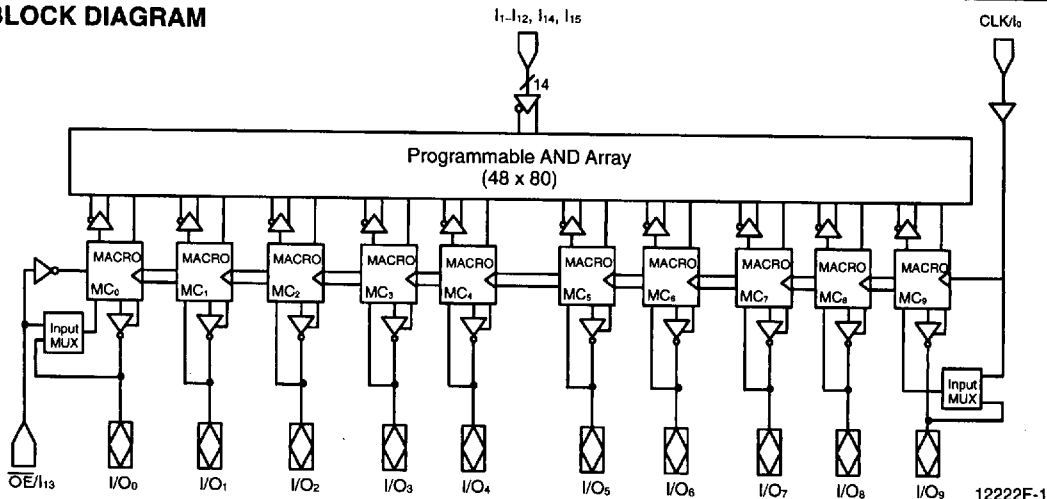 BLOCK DIAGRAM
I₁–I₁₂, I₁₄, I₁₅
CLK/I₀
14
Programmable AND Array
(48 x 80)
MACRO MACRO MACRO MACRO MACRO MACRO MACRO MACRO MACRO MACRO
MC₀ MC₁ MC₂ MC₃ MC₄ MC₅ MC₆ MC₇ MC₈ MC₉
Input
MUX
Input
MUX
O̅E̅/I₁₃ I/O₀ I/O₁ I/O₂ I/O₃ I/O₄ I/O₅ I/O₆ I/O₇ I/O₈ I/O₉
12222F-1